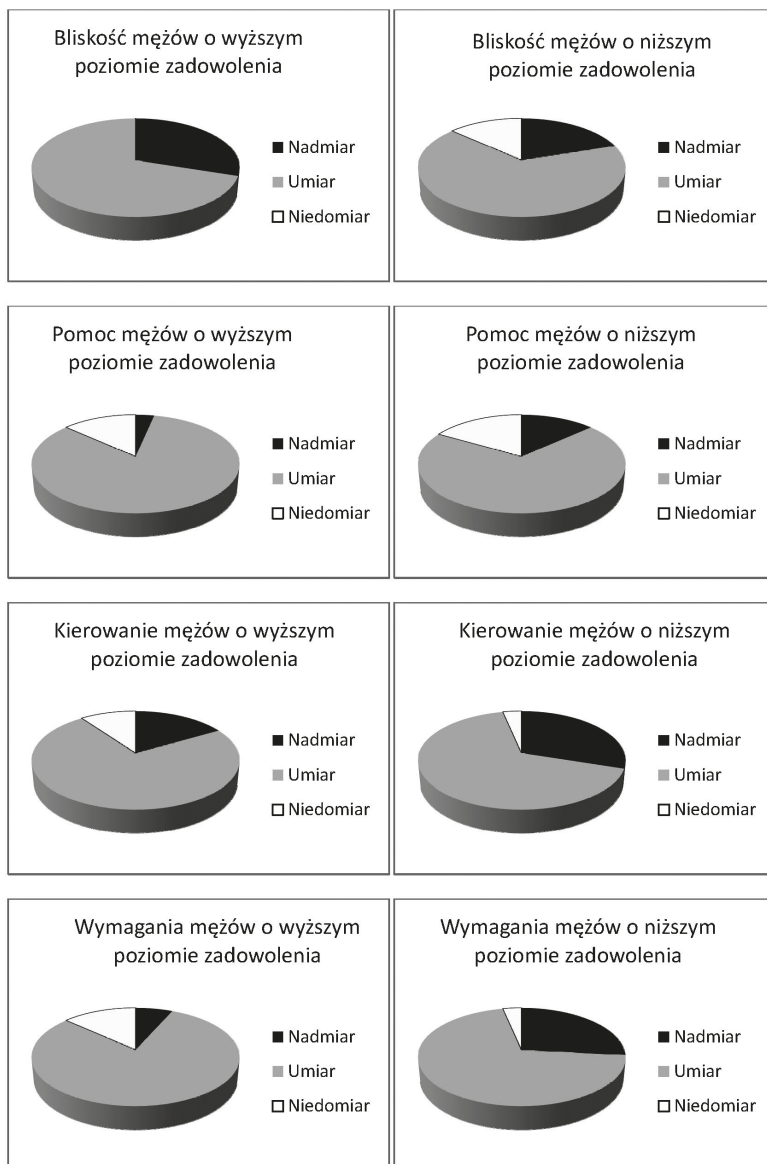 Bliskość mężów o wyższym
poziomie zadowolenia
Nadmiar
Umiar
Niedomiar
Bliskość mężów o niższym
poziomie zadowolenia
Nadmiar
Umiar
Niedomiar
Pomoc mężów o wyższym
poziomie zadowolenia
Nadmiar
Umiar
Niedomiar
Pomoc mężów o niższym
poziomie zadowolenia
Nadmiar
Umiar
Niedomiar
Kierowanie mężów o wyższym
poziomie zadowolenia
Nadmiar
Umiar
Niedomiar
Kierowanie mężów o niższym
poziomie zadowolenia
Nadmiar
Umiar
Niedomiar
Wymagania mężów o wyższym
poziomie zadowolenia
Nadmiar
Umiar
Niedomiar
Wymagania mężów o niższym
poziomie zadowolenia
Nadmiar
Umiar
Niedomiar